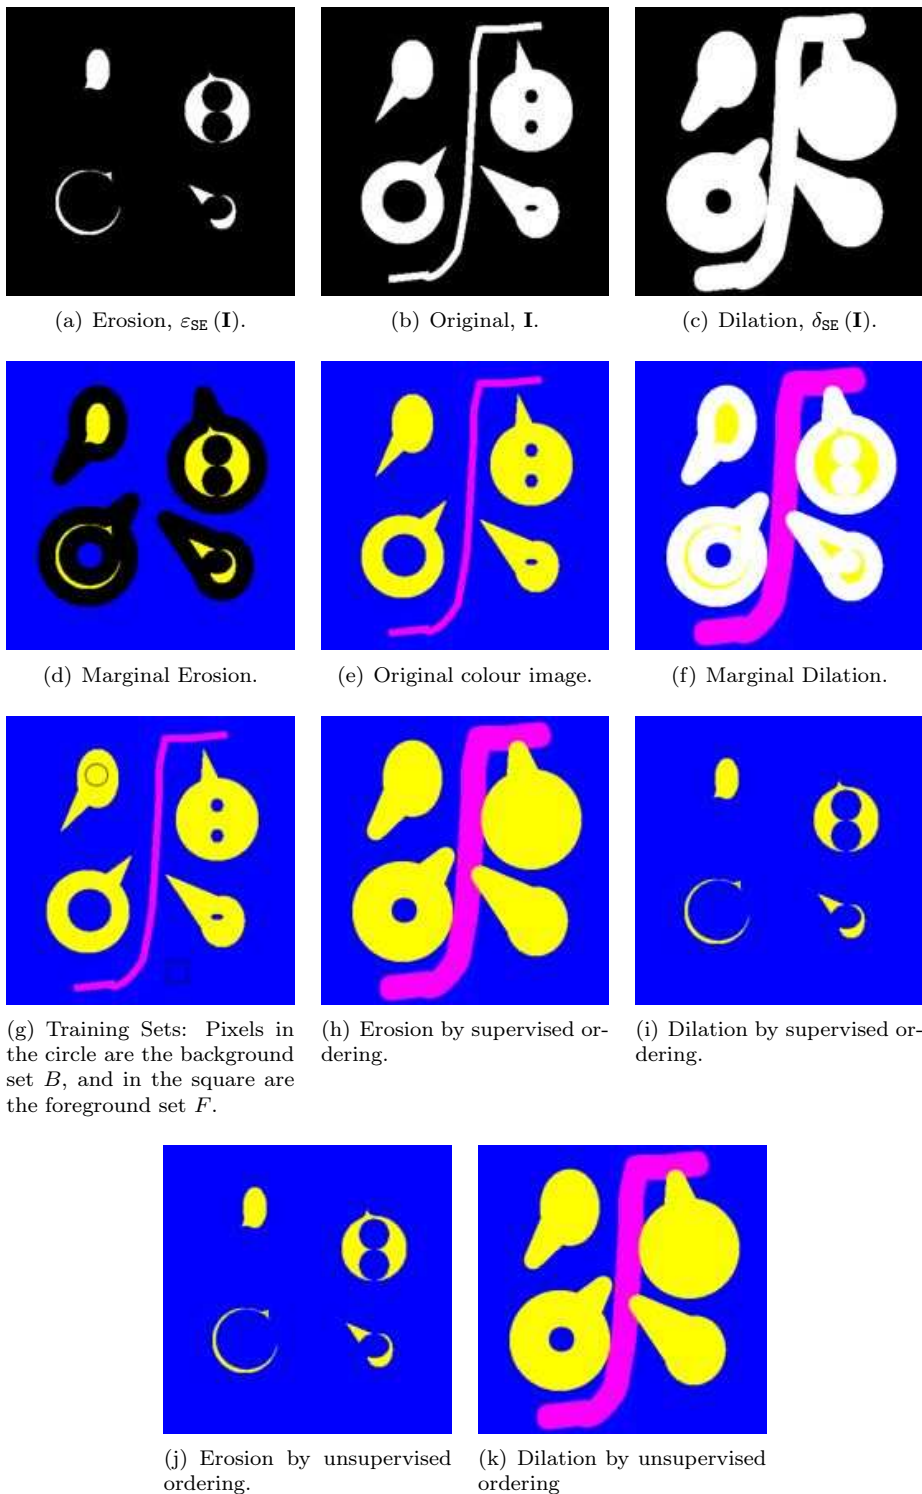 (a) Erosion, εSE (I).
(b) Original, I.
(c) Dilation, δSE (I).
(d) Marginal Erosion.
(e) Original colour image.
(f) Marginal Dilation.
(g) Training Sets: Pixels in
the circle are the background
set B, and in the square are
the foreground set F.
(h) Erosion by supervised or-
dering.
(i) Dilation by supervised or-
dering.
(j) Erosion by unsupervised
ordering.
(k) Dilation by unsupervised
ordering